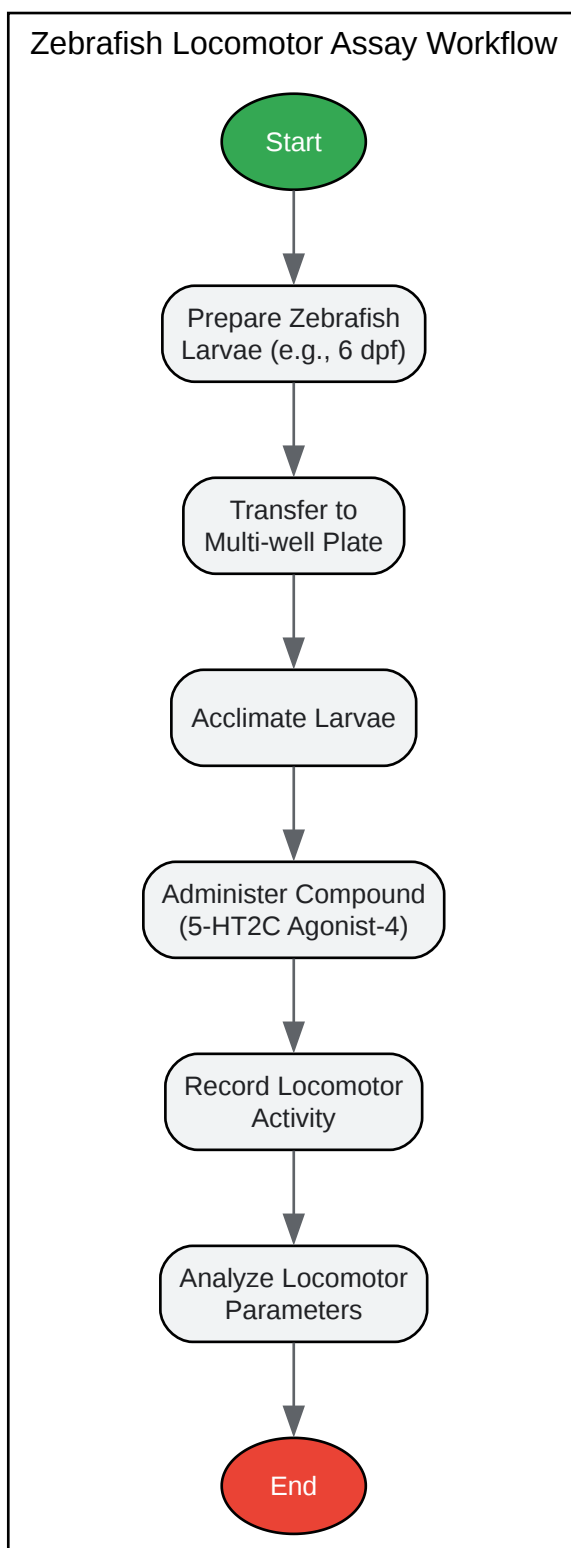 Zebrafish Locomotor Assay Workflow
Start
Prepare Zebrafish
Larvae (e.g., 6 dpf)
Transfer to
Multi-well Plate
Acclimate Larvae
Administer Compound
(5-HT2C Agonist-4)
Record Locomotor
Activity
Analyze Locomotor
Parameters
End